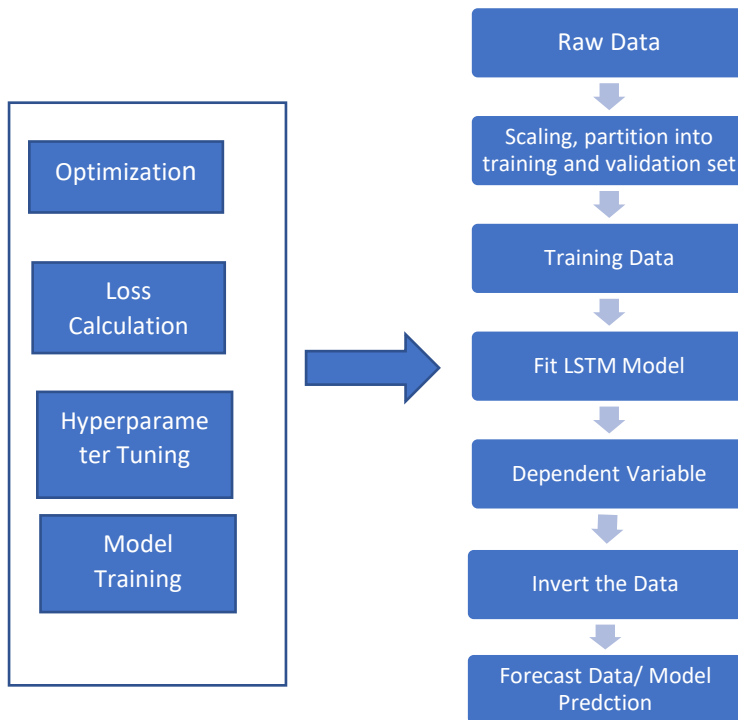 Optimization
Loss
Calculation
Hyperparame
ter Tuning
Model
Training
Raw Data
Scaling, partition into
training and validation set
Training Data
Fit LSTM Model
Dependent Variable
Invert the Data
Forecast Data/ Model
Predction